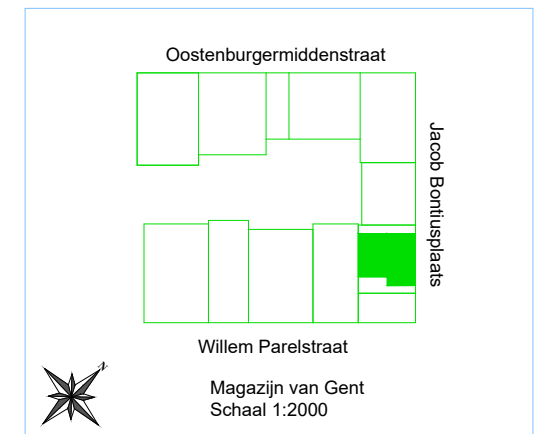 Oostenburgermiddenstraat
Jacob Bontiusplaats
Willem Parelstraat
N
Magazijn van Gent
Schaal 1:2000